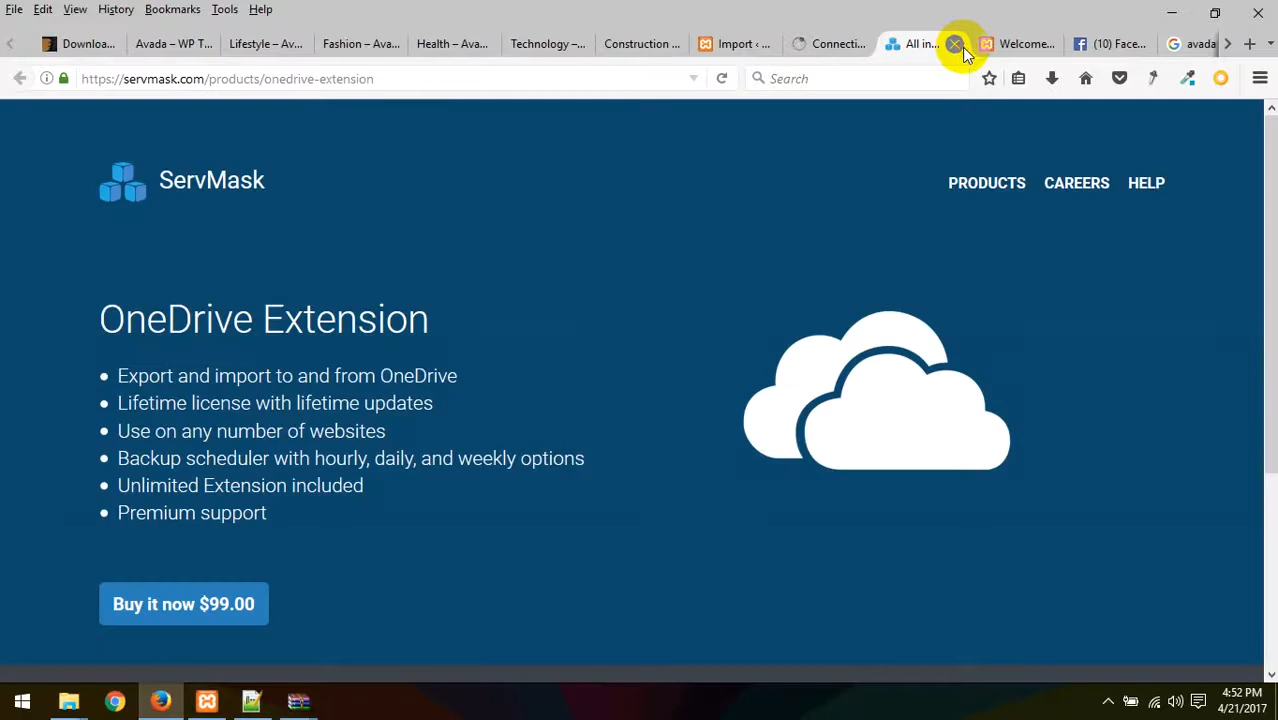 File Edit View History Bookmarks Tools Help
Downloa... Avada – WP T... Lifestyle – Av... Fashion – Ava... Health – Ava... Technology –... Construction ... Import ‹ ... Connecti... All in... Welcome... (10) Face... avada
https://servmask.com/products/onedrive-extension Search
ServMask PRODUCTS CAREERS HELP
OneDrive Extension
Export and import to and from OneDrive
Lifetime license with lifetime updates
Use on any number of websites
Backup scheduler with hourly, daily, and weekly options
Unlimited Extension included
Premium support
Buy it now $99.00
4:52 PM
4/21/2017